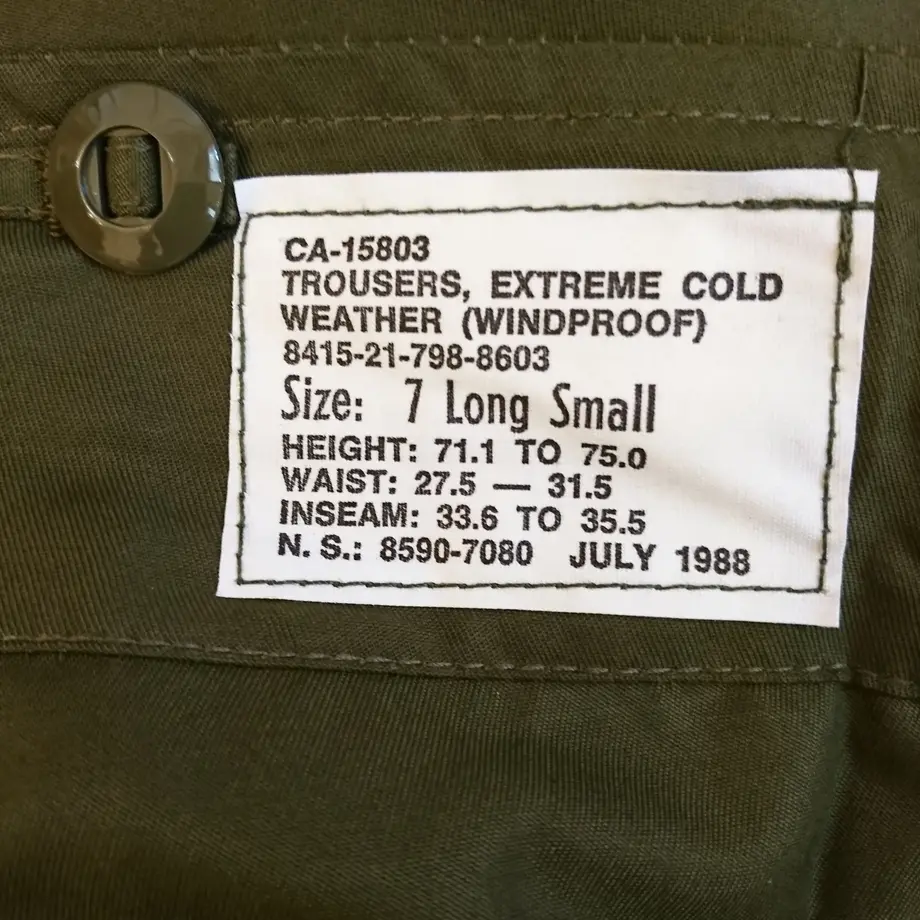 CA-15803
TROUSERS, EXTREME COLD
WEATHER (WINDPROOF)
8415-21-798-8603
Size: 7 Long Small
HEIGHT: 71.1 TO 75.0
WAIST: 27.5 — 31.5
INSEAM: 33.6 TO 35.5
N. S.: 8590-7080 JULY 1988